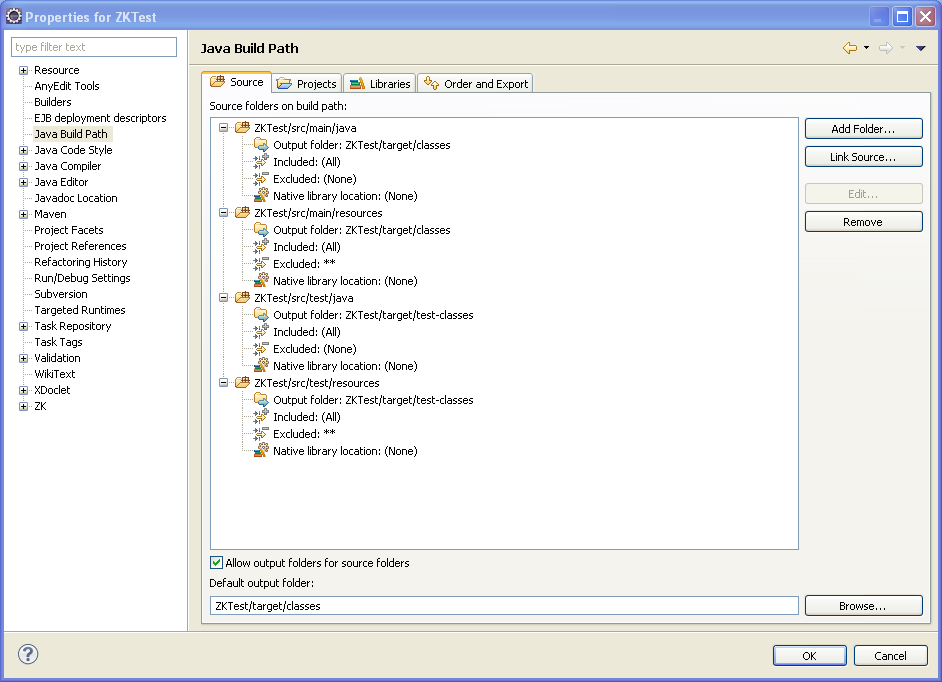 Properties for ZKTest
type filter text
Resource
AnyEdit Tools
Builders
EJB deployment descriptors
Java Build Path
Java Code Style
Java Compiler
Java Editor
Javadoc Location
Maven
Project Facets
Project References
Refactoring History
Run/Debug Settings
Subversion
Targeted Runtimes
Task Repository
Task Tags
Validation
WikiText
XDoclet
ZK
Java Build Path
Source
Projects
Libraries
Order and Export
Source folders on build path:
ZKTest/src/main/java
Output folder: ZKTest/target/classes
Included: (All)
Excluded: (None)
Native library location: (None)
ZKTest/src/main/resources
Output folder: ZKTest/target/classes
Included: (All)
Excluded: **
Native library location: (None)
ZKTest/src/test/java
Output folder: ZKTest/target/test-classes
Included: (All)
Excluded: (None)
Native library location: (None)
ZKTest/src/test/resources
Output folder: ZKTest/target/test-classes
Included: (All)
Excluded: **
Native library location: (None)
Add Folder...
Link Source...
Edit...
Remove
Allow output folders for source folders
Default output folder:
ZKTest/target/classes
Browse...
OK
Cancel